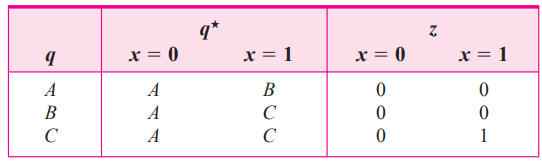 q★ z
q x = 0 x = 1 x = 0 x = 1
A A B 0 0
B A C 0 0
C A C 0 1